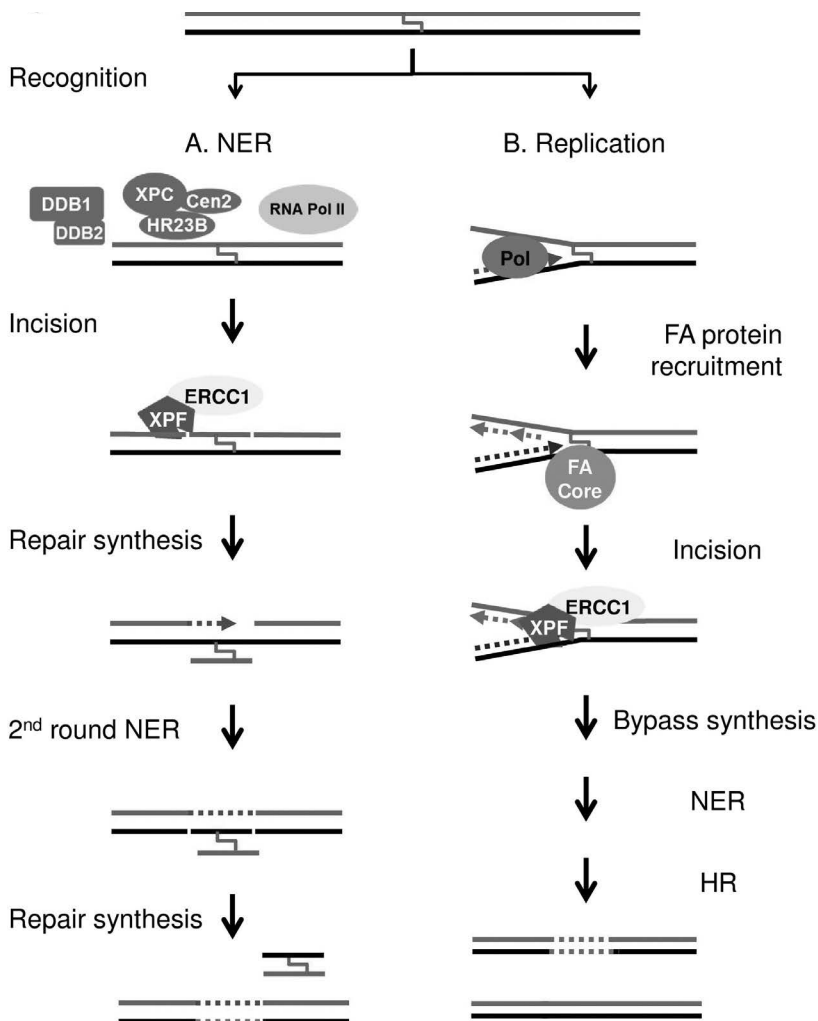 Recognition
A. NER
B. Replication
DDB1
DDB2
XPC
Cen2
HR23B
RNA Pol II
Pol
Incision
FA protein
recruitment
ERCC1
XPF
FA
Core
Repair synthesis
Incision
ERCC1
XPF
2nd round NER
Bypass synthesis
NER
HR
Repair synthesis